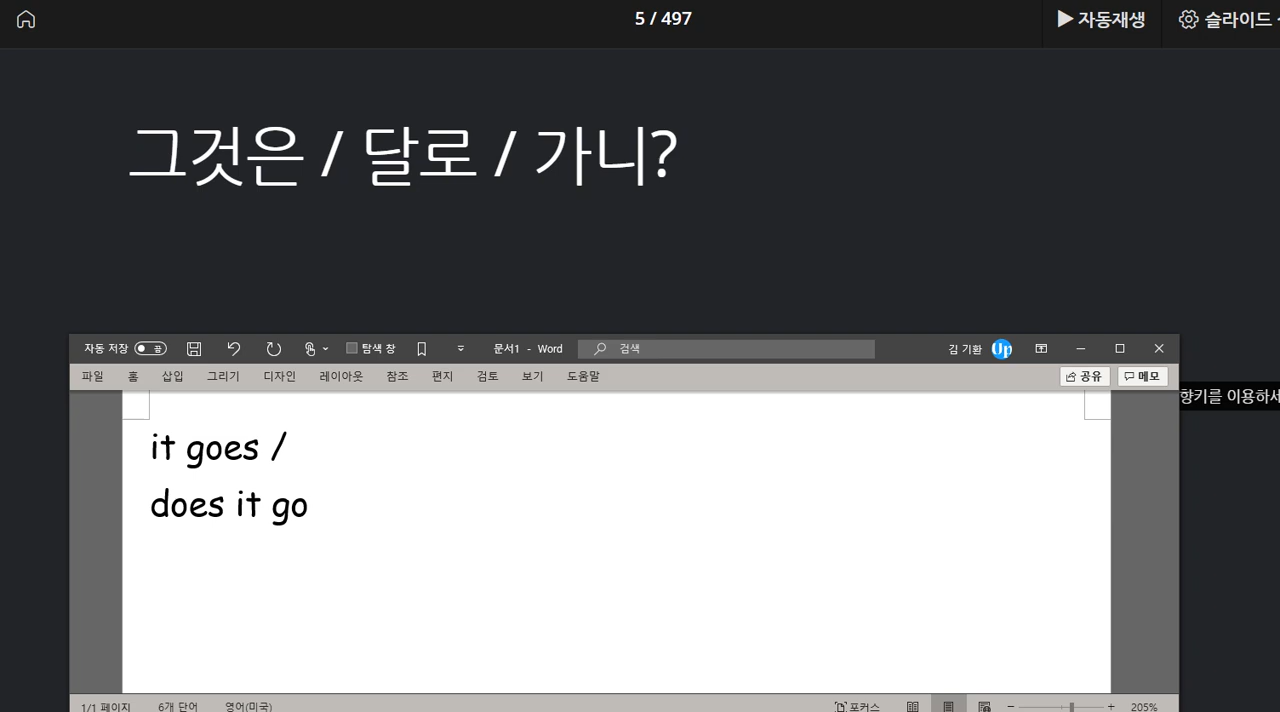 5 / 497
자동재생
슬라이드
그것은 / 달로 / 가니?
자동 저장 끔 탐색 창 문서1 - Word 검색 김 기환 Up
파일 홈 삽입 그리기 디자인 레이아웃 참조 편지 검토 보기 도움말 공유 메모
향키를 이용하세
it goes /
does it go
1/1 페이지 6개 단어 영어(미국) 포커스 205%